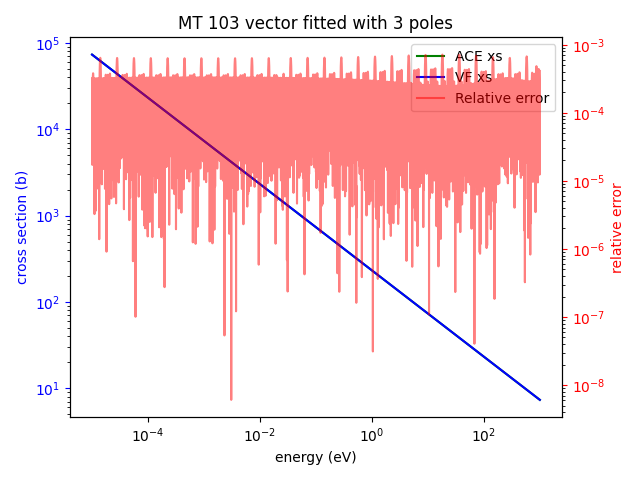 MT 103 vector fitted with 3 poles
ACE xs
VF xs
Relative error
10^5
10^4
10^3
10^2
10^1
cross section (b)
10^-3
10^-4
10^-5
10^-6
10^-7
10^-8
relative error
10^-4
10^-2
10^0
10^2
energy (eV)